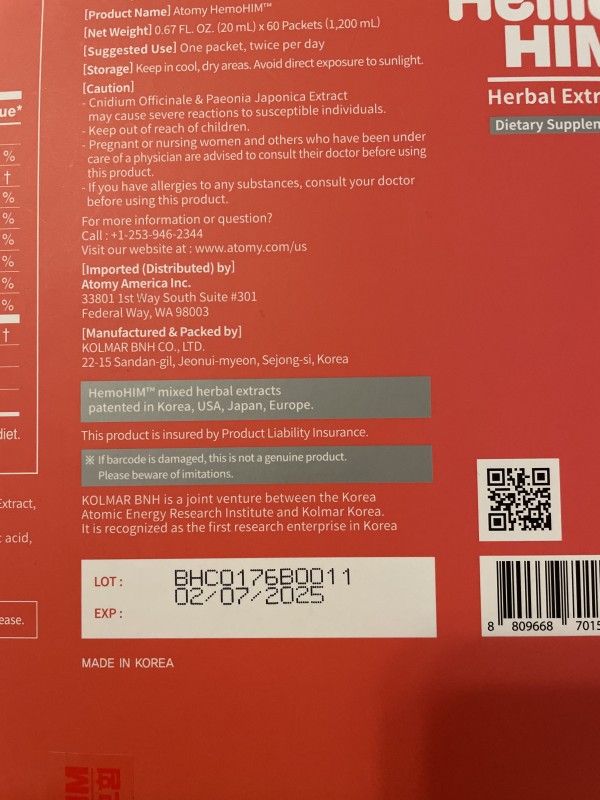 [Product Name] Atomy HemoHIM™
[Net Weight] 0.67 FL. OZ. (20 mL) x 60 Packets (1,200 mL)
[Suggested Use] One packet, twice per day
[Storage] Keep in cool, dry areas. Avoid direct exposure to sunlight.
[Caution]
- Cnidium Officinale & Paeonia Japonica Extract
may cause severe reactions to susceptible individuals.
- Keep out of reach of children.
- Pregnant or nursing women and others who have been under
care of a physician are advised to consult their doctor before using
this product.
- If you have allergies to any substances, consult your doctor
before using this product.
For more information or question?
Call : +1-253-946-2344
Visit our website at : www.atomy.com/us
[Imported (Distributed) by]
Atomy America Inc.
33801 1st Way South Suite #301
Federal Way, WA 98003
[Manufactured & Packed by]
KOLMAR BNH CO., LTD.
22-15 Sandan-gil, Jeonui-myeon, Sejong-si, Korea
HemoHIM™ mixed herbal extracts
patented in Korea, USA, Japan, Europe.
This product is insured by Product Liability Insurance.
※ If barcode is damaged, this is not a genuine product.
Please beware of imitations.
KOLMAR BNH is a joint venture between the Korea
Atomic Energy Research Institute and Kolmar Korea.
It is recognized as the first research enterprise in Korea
LOT : BHC0176B0011
02/07/2025
EXP :
MADE IN KOREA
ue*
%
†
%
%
%
%
%
%
†
diet.
Extract,
acid,
ease.
Hemo
HIM
Herbal Extr
Dietary Supplem
8 809668 7015